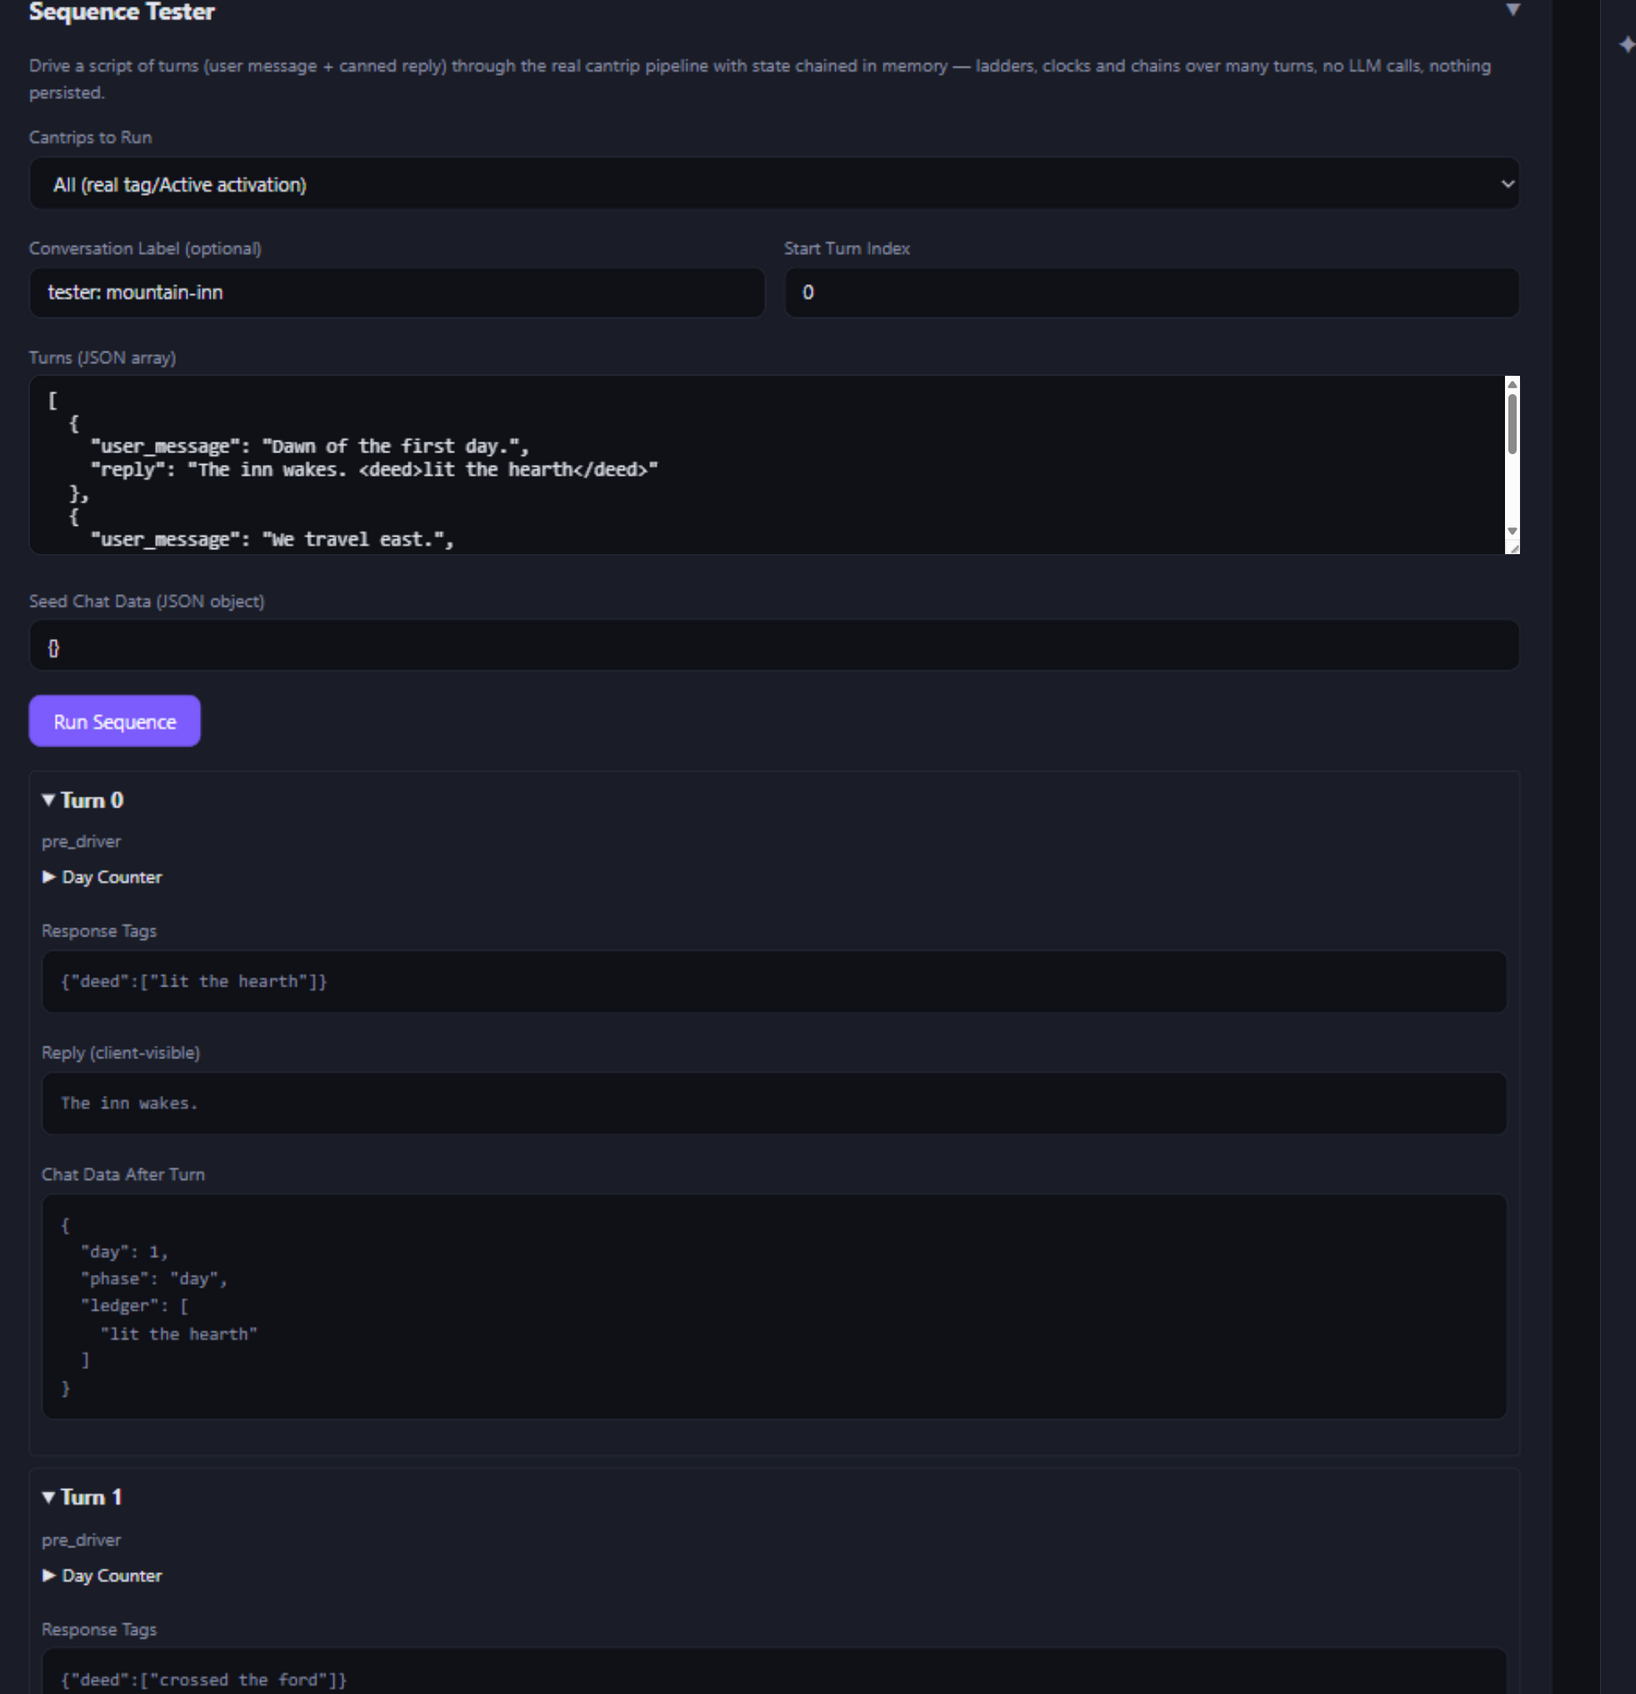 Sequence Tester
Drive a script of turns (user message + canned reply) through the real cantrip pipeline with state chained in memory — ladders, clocks and chains over many turns, no LLM calls, nothing
persisted.
Cantrips to Run
All (real tag/Active activation)
Conversation Label (optional)
Start Turn Index
tester: mountain-inn
0
Turns (JSON array)
[
  {
    "user_message": "Dawn of the first day.",
    "reply": "The inn wakes. <deed>lit the hearth</deed>"
  },
  {
    "user_message": "We travel east.",
Seed Chat Data (JSON object)
{}
Run Sequence
Turn 0
pre_driver
Day Counter
Response Tags
{"deed":["lit the hearth"]}
Reply (client-visible)
The inn wakes.
Chat Data After Turn
{
  "day": 1,
  "phase": "day",
  "ledger": [
    "lit the hearth"
  ]
}
Turn 1
pre_driver
Day Counter
Response Tags
{"deed":["crossed the ford"]}